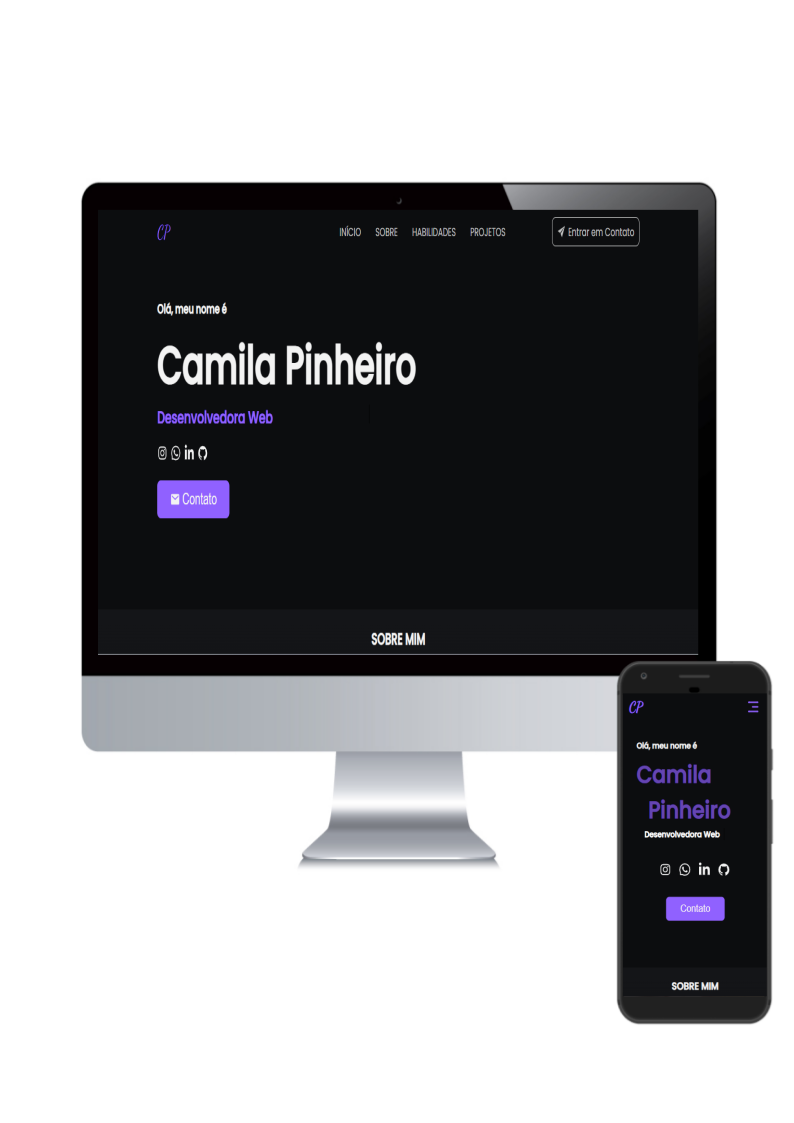 CP
INÍCIO SOBRE HABILIDADES PROJETOS
Entrar em Contato
Olá, meu nome é
Camila Pinheiro
Desenvolvedora Web
in
Contato
SOBRE MIM
CP
Olá, meu nome é
Camila
Pinheiro
Desenvolvedora Web
in
Contato
SOBRE MIM